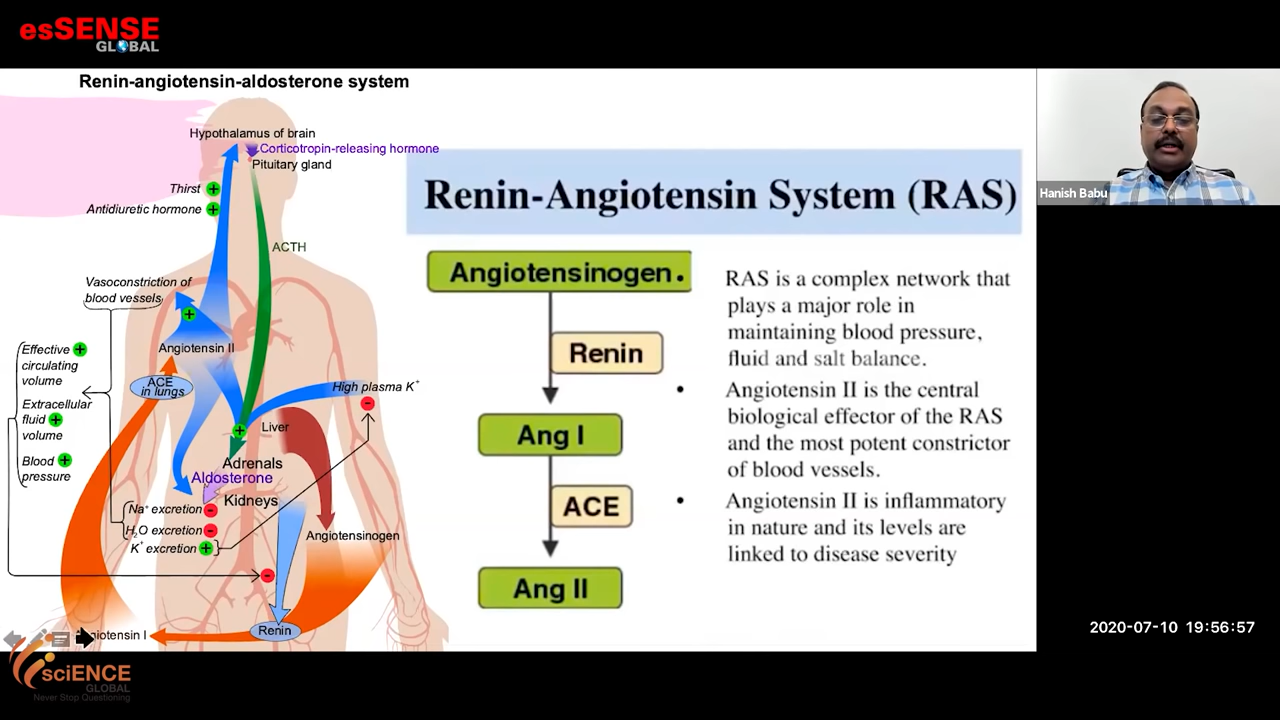 esSENSE
GLOBAL
Renin-angiotensin-aldosterone system
Hypothalamus of brain
Corticotropin-releasing hormone
Pituitary gland
Thirst +
Antidiuretic hormone +
ACTH
Vasoconstriction of
blood vessels
+
Angiotensin II
Effective +
circulating
volume
ACE
in lungs
High plasma K+
-
Extracellular
fluid +
volume
+
Liver
Blood +
pressure
Adrenals
Aldosterone
Kidneys
Na+ excretion -
H2O excretion -
K+ excretion +
Angiotensinogen
-
Renin
giotensin I
Renin-Angiotensin System (RAS)
Angiotensinogen.
Renin
Ang I
ACE
Ang II
RAS is a complex network that
plays a major role in
maintaining blood pressure,
fluid and salt balance.
• Angiotensin II is the central
biological effector of the RAS
and the most potent constrictor
of blood vessels.
• Angiotensin II is inflammatory
in nature and its levels are
linked to disease severity
Hanish Babu
2020-07-10 19:56:57
sciENCE
GLOBAL
Never Stop Questioning